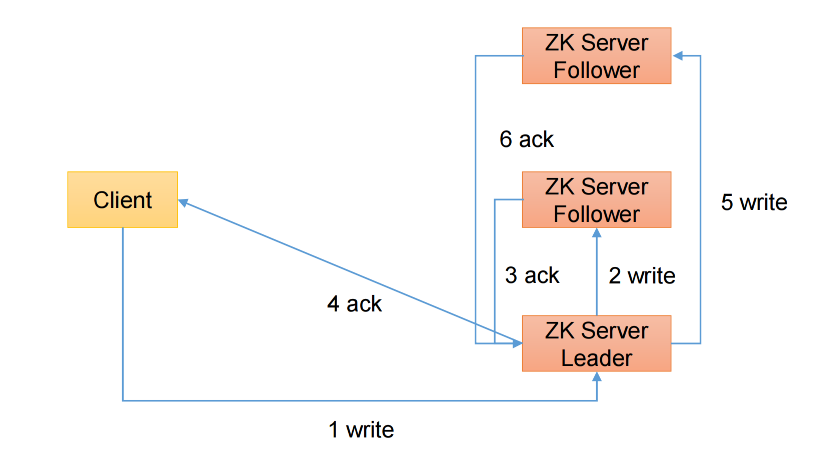 ZK Server
Follower
6 ack
Client
ZK Server
Follower
5 write
3 ack
2 write
4 ack
ZK Server
Leader
1 write